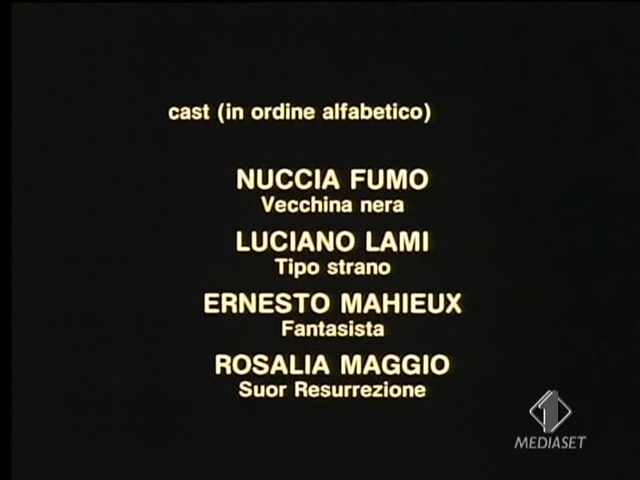 cast (in ordine alfabetico)
NUCCIA FUMO
Vecchina nera
LUCIANO LAMI
Tipo strano
ERNESTO MAHIEUX
Fantasista
ROSALIA MAGGIO
Suor Resurrezione
1
MEDIASET